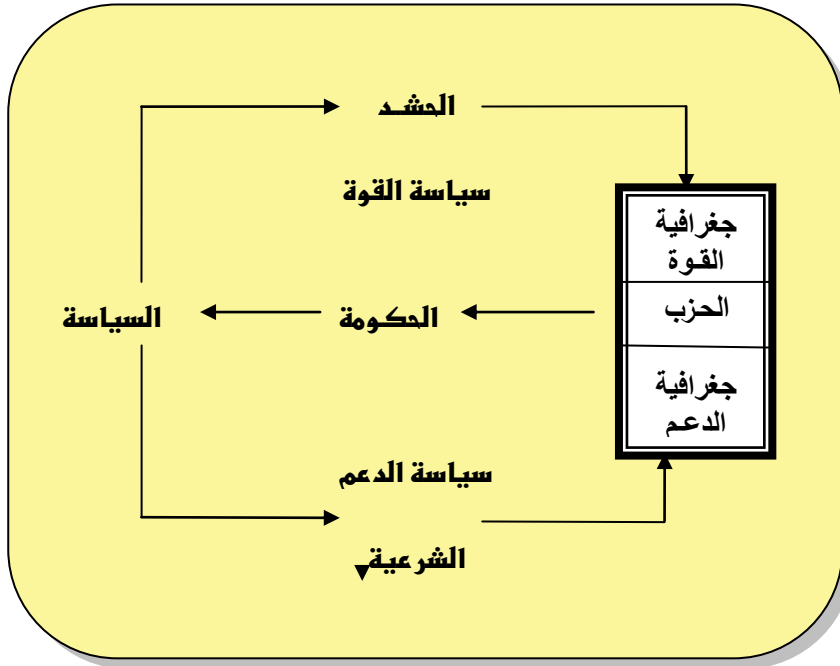 الحشد
سياسة القوة
جغرافية
القوة
الحزب
الحكومة
السياسة
جغرافية
الدعم
سياسة الدعم
الشرعية